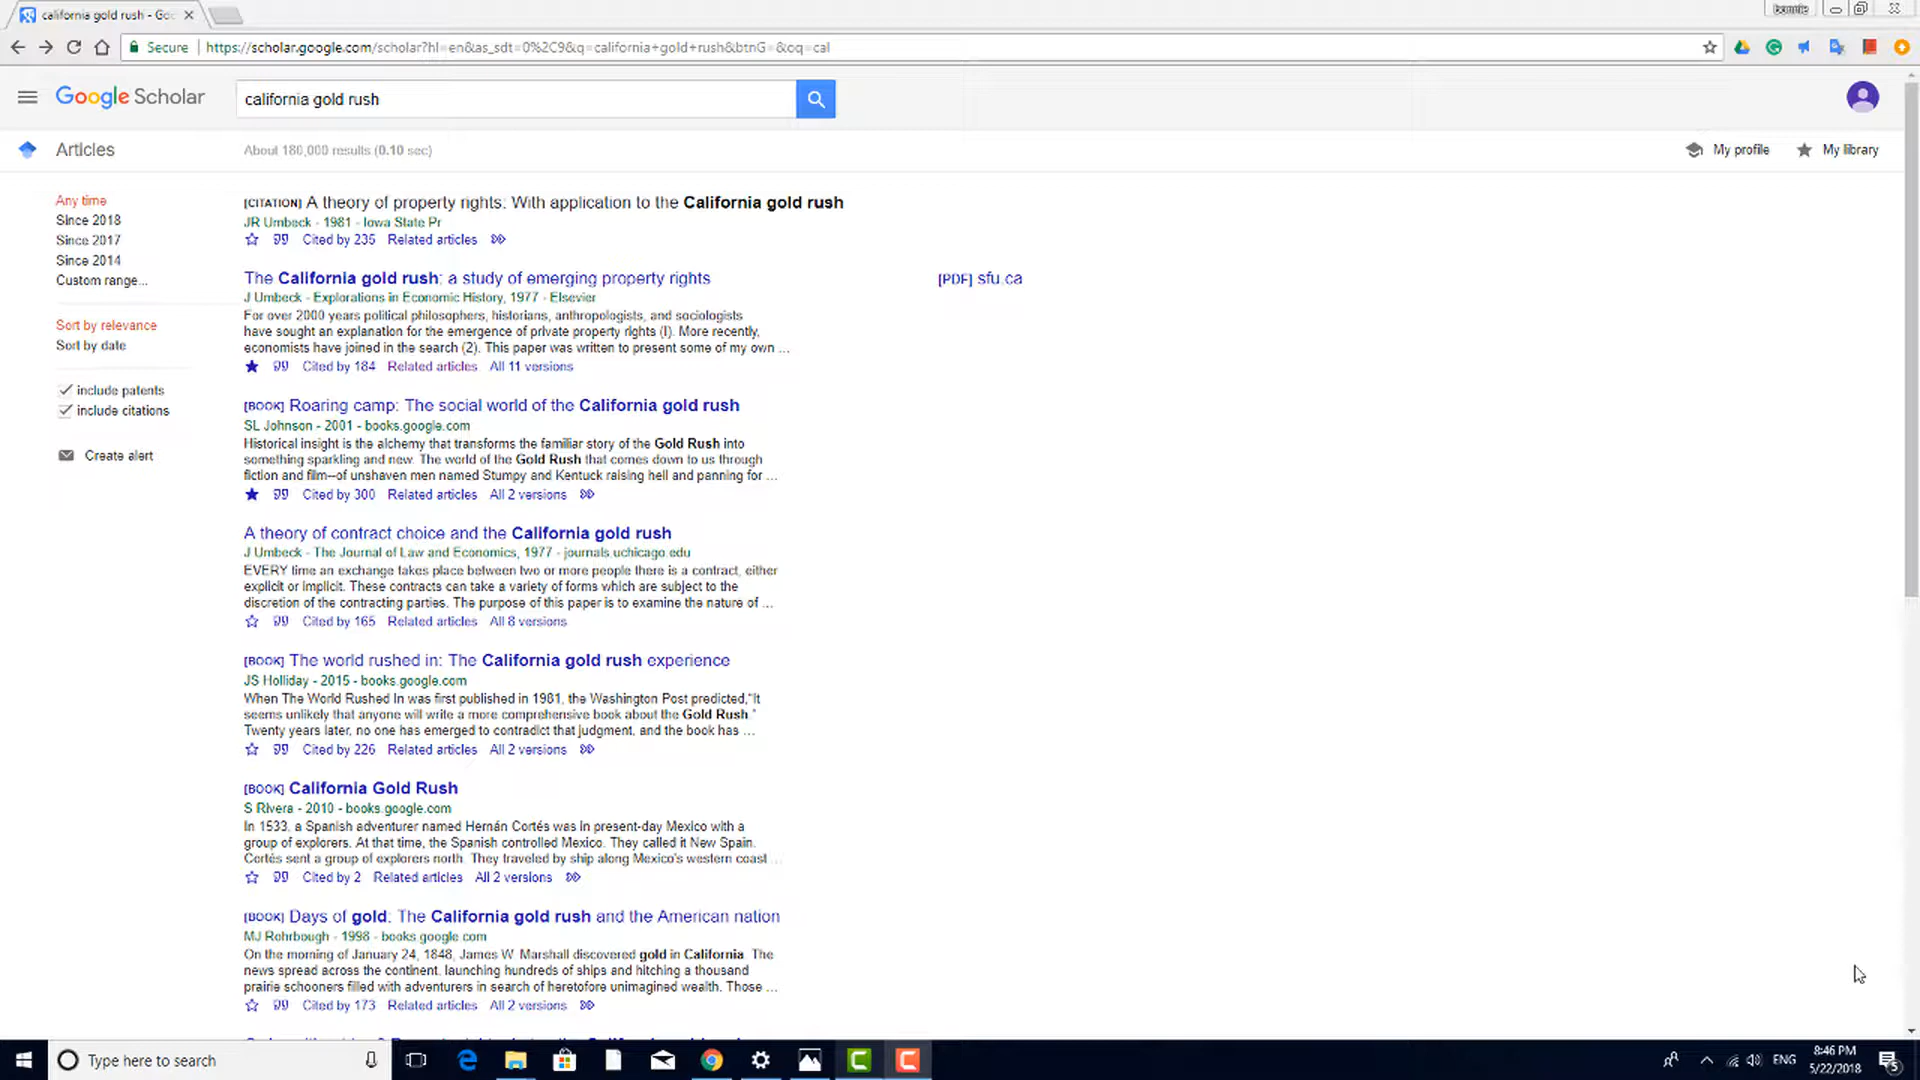 california gold rush - Goo
bonnie
Secure
https://scholar.google.com/scholar?hl=en&as_sdt=0%2C9&q=california+gold+rush&btnG=&oq=cal
Google Scholar
california gold rush
Articles
About 180,000 results (0.10 sec)
My profile
My library
Any time
Since 2018
Since 2017
Since 2014
Custom range...
Sort by relevance
Sort by date
include patents
include citations
Create alert
[CITATION] A theory of property rights: With application to the California gold rush
JR Umbeck - 1981 - Iowa State Pr
Cited by 235 Related articles
The California gold rush: a study of emerging property rights
[PDF] sfu.ca
J Umbeck - Explorations in Economic History, 1977 - Elsevier
For over 2000 years political philosophers, historians, anthropologists, and sociologists
have sought an explanation for the emergence of private property rights (I). More recently,
economists have joined in the search (2). This paper was written to present some of my own ...
Cited by 184 Related articles All 11 versions
[BOOK] Roaring camp: The social world of the California gold rush
SL Johnson - 2001 - books.google.com
Historical insight is the alchemy that transforms the familiar story of the Gold Rush into
something sparkling and new. The world of the Gold Rush that comes down to us through
fiction and film--of unshaven men named Stumpy and Kentuck raising hell and panning for ...
Cited by 300 Related articles All 2 versions
A theory of contract choice and the California gold rush
J Umbeck - The Journal of Law and Economics, 1977 - journals.uchicago.edu
EVERY time an exchange takes place between two or more people there is a contract, either
explicit or implicit. These contracts can take a variety of forms which are subject to the
discretion of the contracting parties. The purpose of this paper is to examine the nature of ...
Cited by 165 Related articles All 8 versions
[BOOK] The world rushed in: The California gold rush experience
JS Holliday - 2015 - books.google.com
When The World Rushed In was first published in 1981, the Washington Post predicted,"It
seems unlikely that anyone will write a more comprehensive book about the Gold Rush."
Twenty years later, no one has emerged to contradict that judgment, and the book has ...
Cited by 226 Related articles All 2 versions
[BOOK] California Gold Rush
S Rivera - 2010 - books.google.com
In 1533, a Spanish adventurer named Hernán Cortés was in present-day Mexico with a
group of explorers. At that time, the Spanish controlled Mexico. They called it New Spain.
Cortés sent a group of explorers north. They traveled by ship along Mexico's western coast ...
Cited by 2 Related articles All 2 versions
[BOOK] Days of gold: The California gold rush and the American nation
MJ Rohrbough - 1998 - books.google.com
On the morning of January 24, 1848, James W. Marshall discovered gold in California. The
news spread across the continent, launching hundreds of ships and hitching a thousand
prairie schooners filled with adventurers in search of heretofore unimagined wealth. Those ...
Cited by 173 Related articles All 2 versions
Type here to search
ENG
8:46 PM
5/22/2018
5